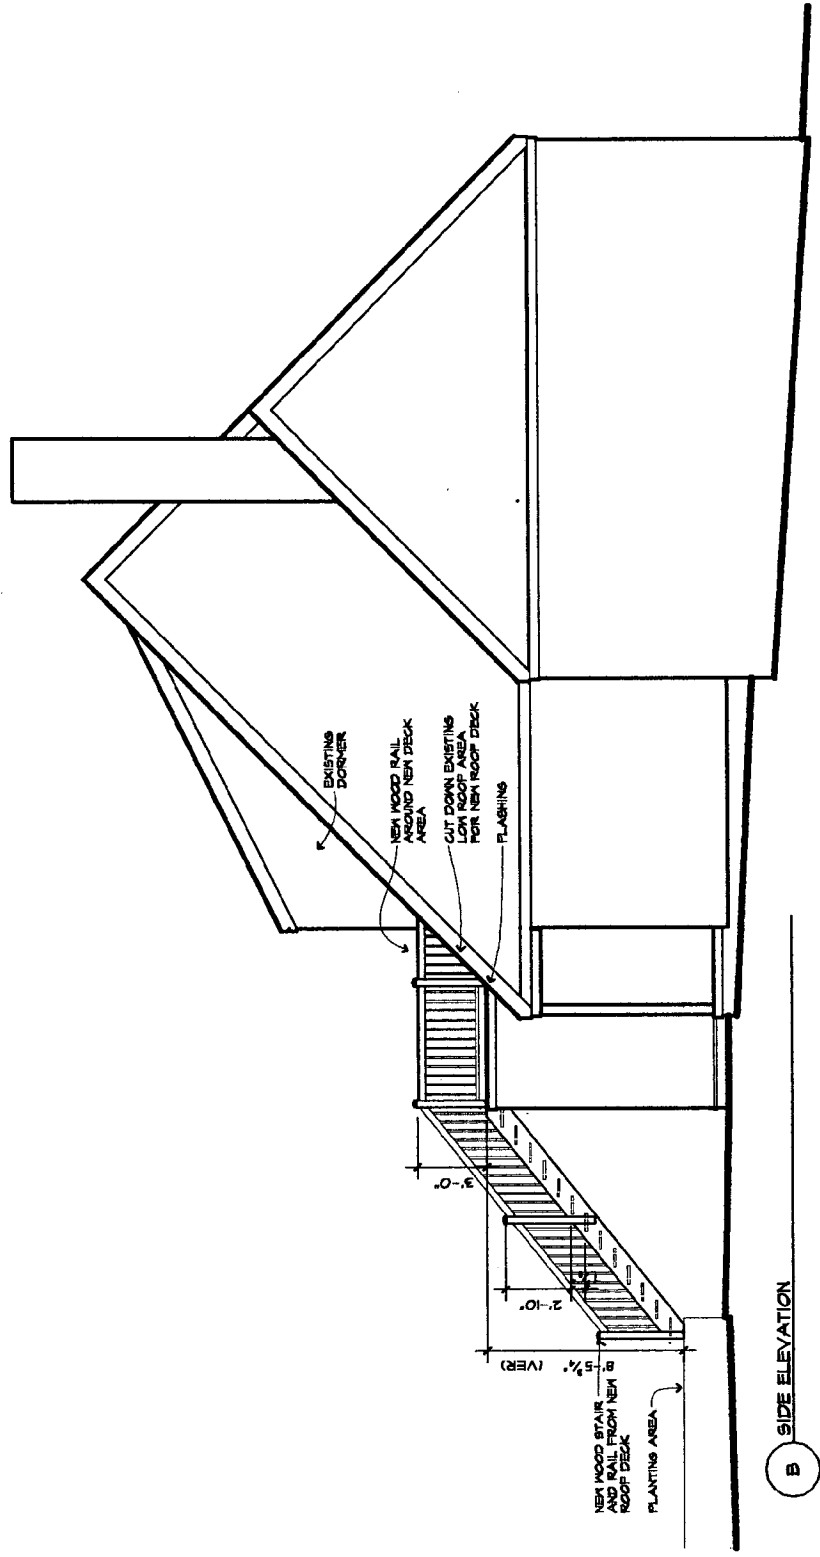 EXISTING
DORMER
NEW WOOD RAIL
AROUND NEW DECK
AREA
CUT DOWN EXISTING
LOW ROOF AREA
FOR NEW ROOF DECK
FLASHING
3'-0"
2'-10"
8'-5 3/4" (VER)
NEW WOOD STAIR
AND RAIL FROM NEW
ROOF DECK
PLANTING AREA
B
SIDE ELEVATION